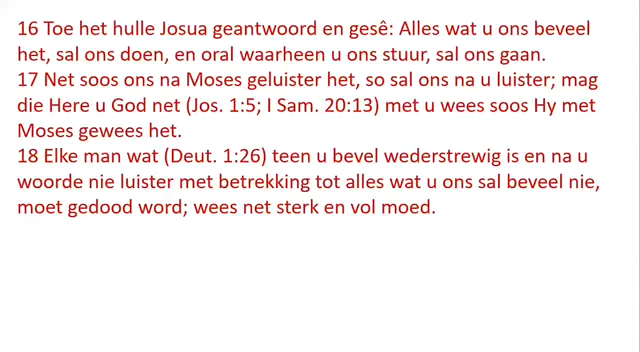 16 Toe het hulle Josua geantwoord en gesê: Alles wat u ons beveel
het, sal ons doen, en oral waarheen u ons stuur, sal ons gaan.
17 Net soos ons na Moses geluister het, so sal ons na u luister; mag
die Here u God net (Jos. 1:5; I Sam. 20:13) met u wees soos Hy met
Moses gewees het.
18 Elke man wat (Deut. 1:26) teen u bevel wederstrewig is en na u
woorde nie luister met betrekking tot alles wat u ons sal beveel nie,
moet gedood word; wees net sterk en vol moed.